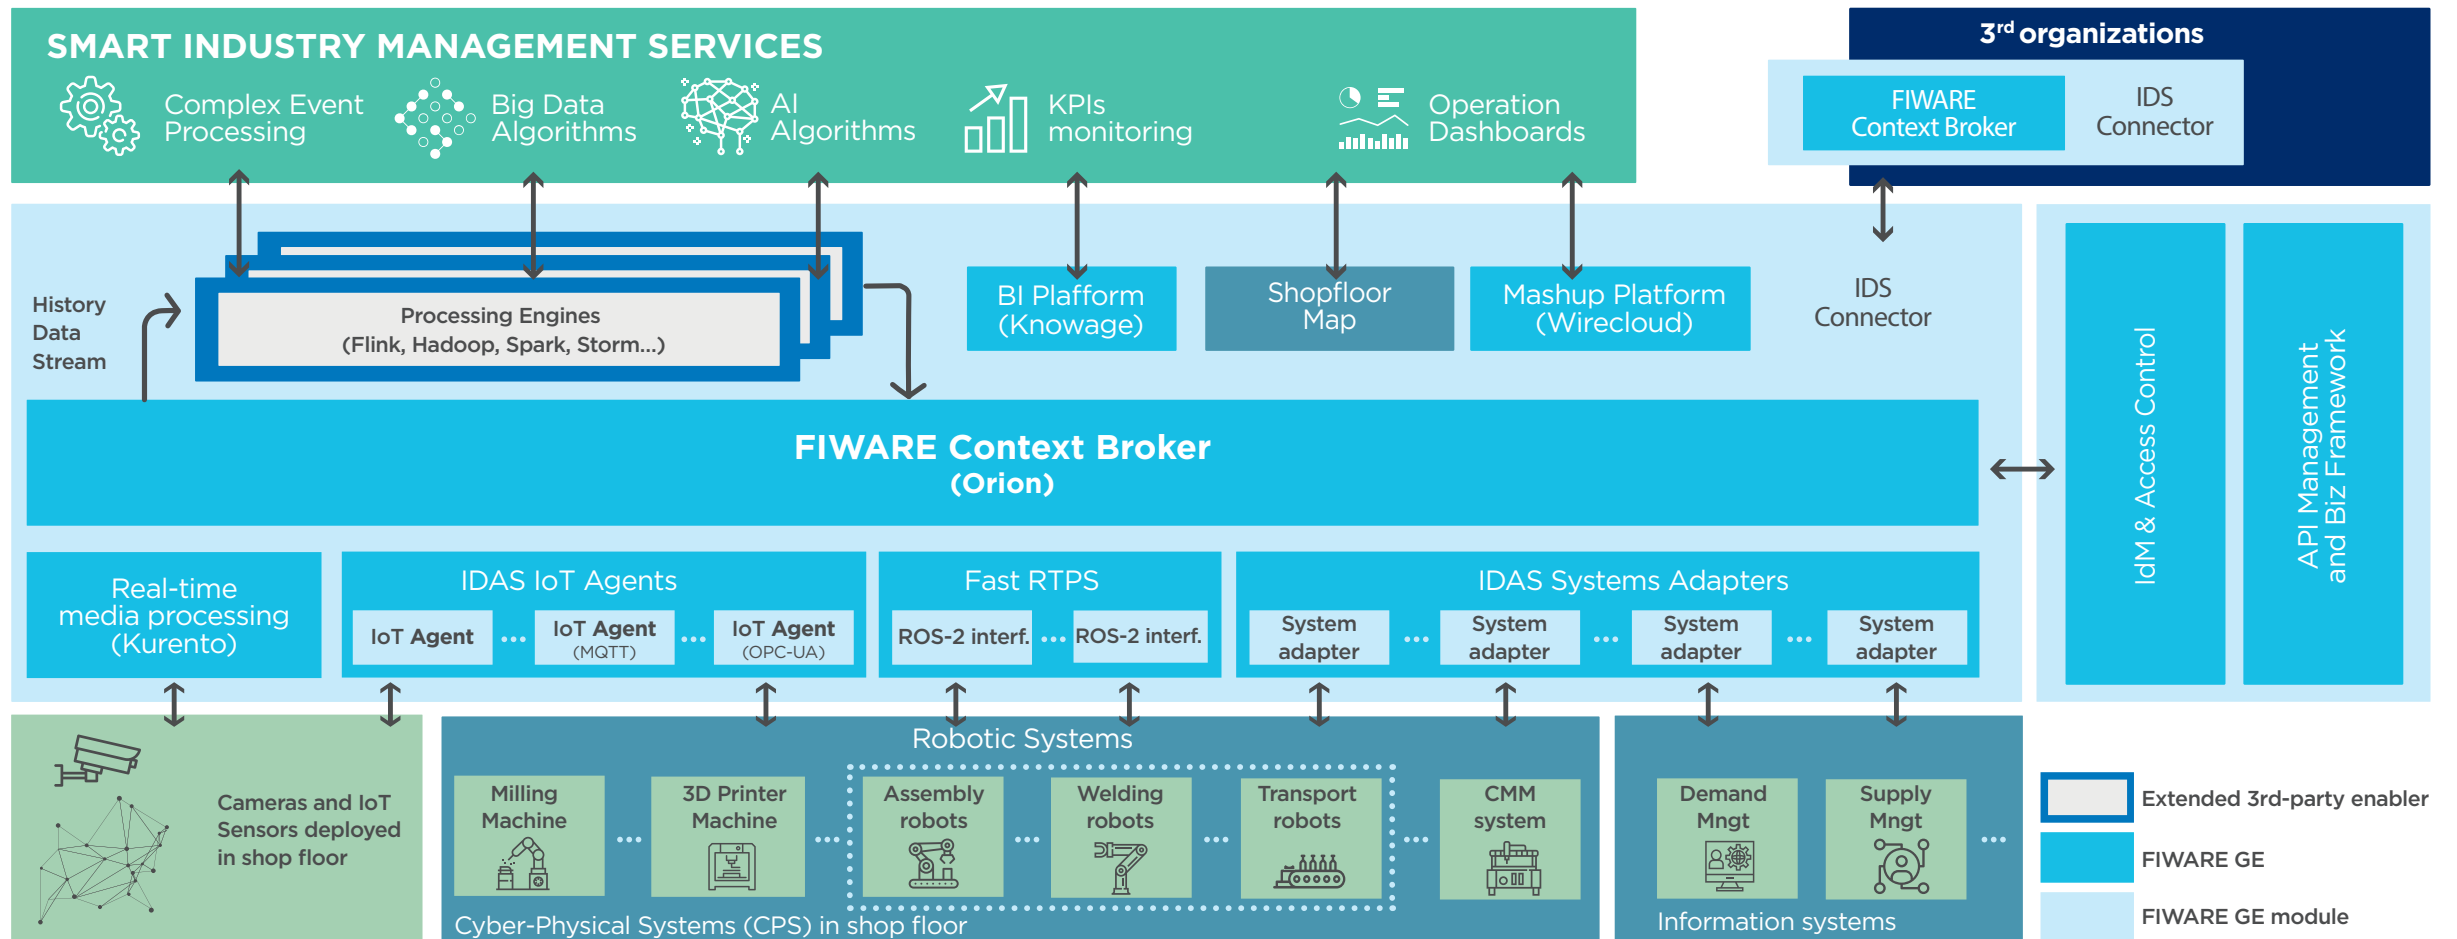 SMART INDUSTRY MANAGEMENT SERVICES
Complex Event
Processing
Big Data
Algorithms
AI
Algorithms
KPIs
monitoring
Operation
Dashboards
3rd organizations
FIWARE
Context Broker
IDS
Connector
History
Data
Stream
Processing Engines
(Flink, Hadoop, Spark, Storm...)
BI Plafform
(Knowage)
Shopfloor
Map
Mashup Platform
(Wirecloud)
IDS
Connector
FIWARE Context Broker
(Orion)
IdM & Access Control
API Management
and Biz Framework
Real-time
media processing
(Kurento)
IDAS IoT Agents
IoT Agent
...
IoT Agent
(MQTT)
...
IoT Agent
(OPC-UA)
Fast RTPS
ROS-2 interf.
...
ROS-2 interf.
IDAS Systems Adapters
System
adapter
...
System
adapter
...
System
adapter
...
System
adapter
Cameras and IoT
Sensors deployed
in shop floor
Robotic Systems
Milling
Machine
...
3D Printer
Machine
...
Assembly
robots
...
Welding
robots
...
Transport
robots
...
CMM
system
Cyber-Physical Systems (CPS) in shop floor
Demand
Mngt
Supply
Mngt
...
Information systems
Extended 3rd-party enabler
FIWARE GE
FIWARE GE module